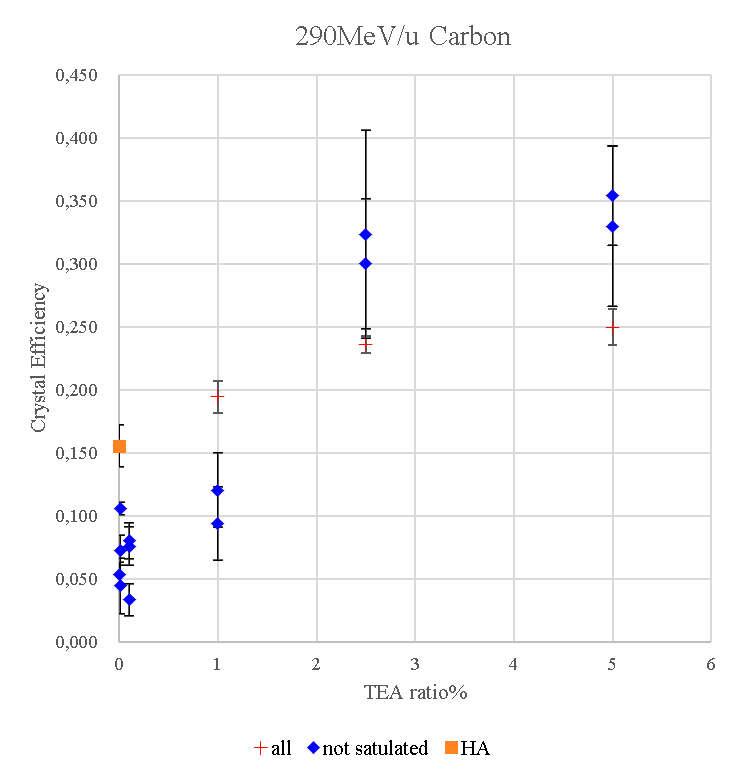 290MeV/u Carbon
Crystal Efficiency
0,450
0,400
0,350
0,300
0,250
0,200
0,150
0,100
0,050
0,000
0 1 2 3 4 5 6
TEA ratio%
all not satulated HA